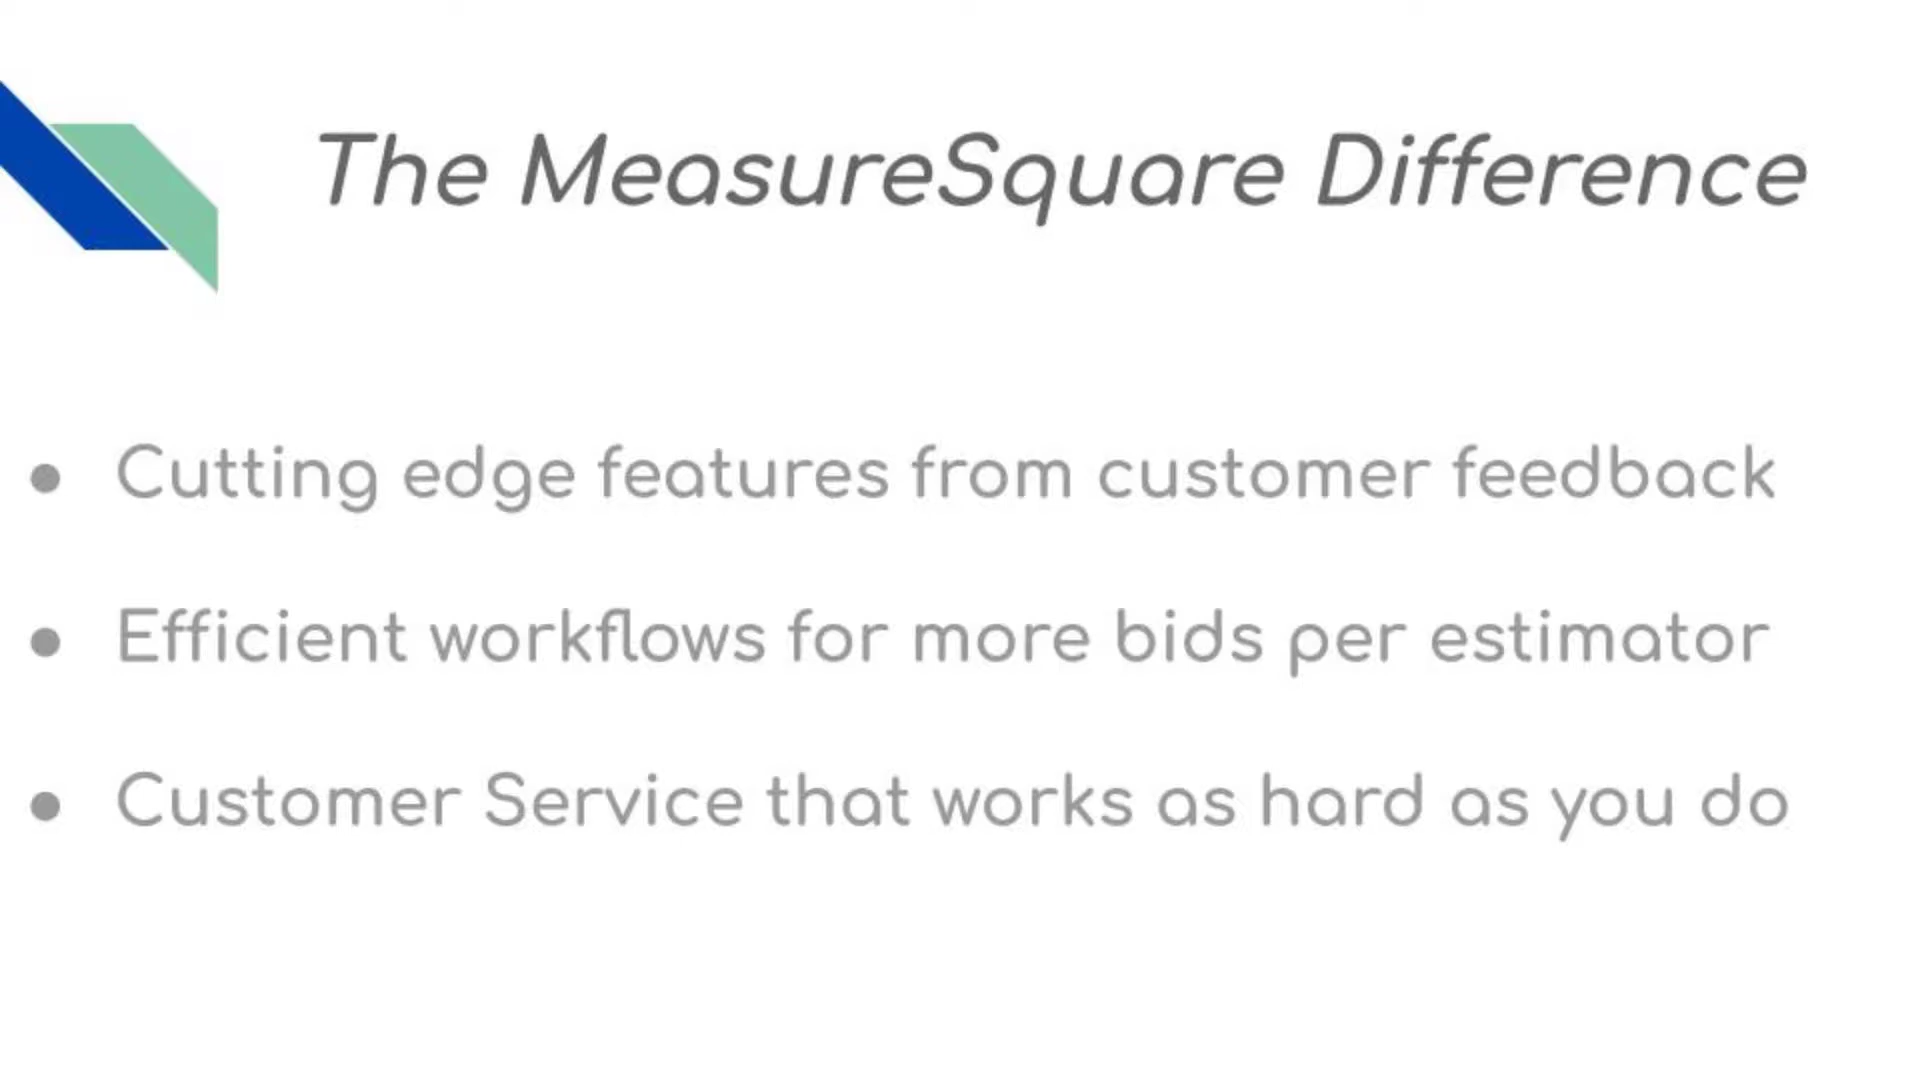 The MeasureSquare Difference
● Cutting edge features from customer feedback
● Efficient workflows for more bids per estimator
● Customer Service that works as hard as you do